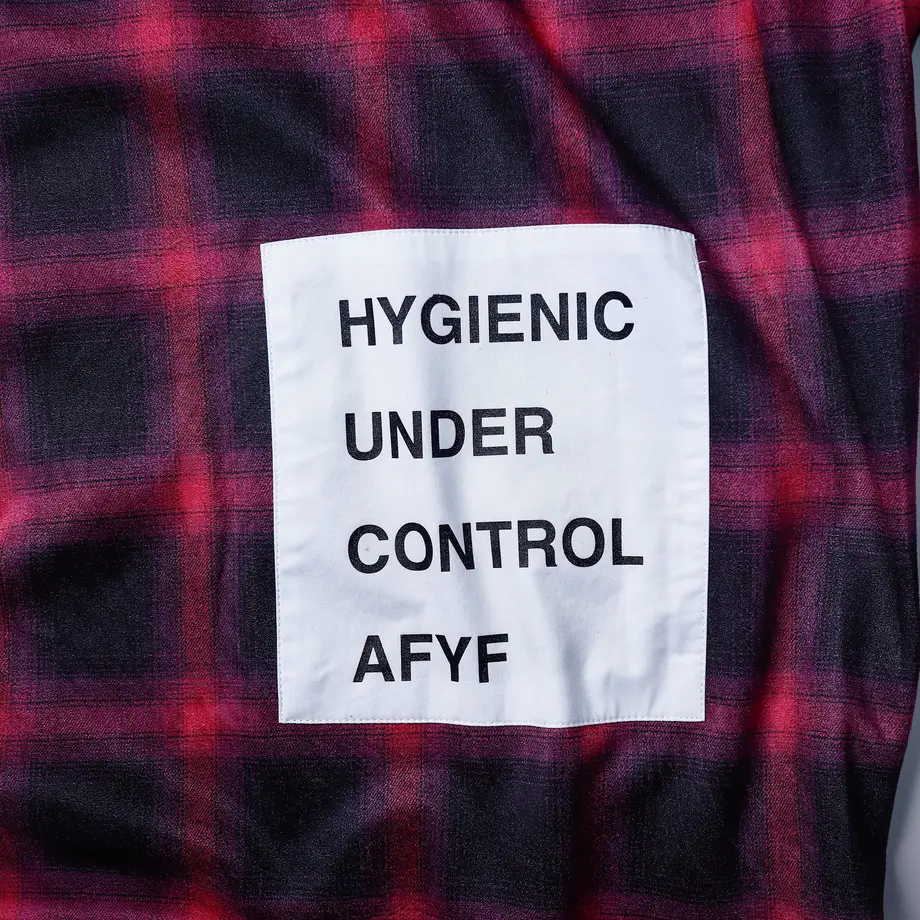 HYGIENIC
UNDER
CONTROL
AFYF